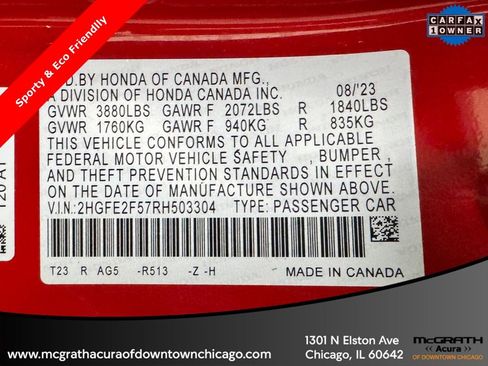 Sporty & Eco Friendly
CARFAX
1 OWNER
BY HONDA OF CANADA MFG.,
A DIVISION OF HONDA CANADA INC. 08/'23
GVWR 3880LBS GAWR F 2072LBS R 1840LBS
GVWR 1760KG GAWR F 940KG R 835KG
THIS VEHICLE CONFORMS TO ALL APPLICABLE
FEDERAL MOTOR VEHICLE SAFETY , BUMPER ,
AND THEFT PREVENTION STANDARDS IN EFFECT
ON THE DATE OF MANUFACTURE SHOWN ABOVE.
V.I.N.: 2HGFE2F57RH503304 TYPE: PASSENGER CAR
T23 R AG5 -R513 -Z -H
MADE IN CANADA
www.mcgrathacuraofdowntownchicago.com
1301 N Elston Ave
Chicago, IL 60642
McGRATH
Acura
OF DOWNTOWN CHICAGO